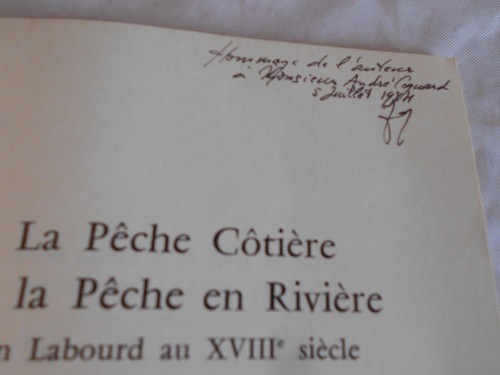 Hommage de l'auteur
à Monsieur André
5 Juillet
La Pêche Côtière
la Pêche en Rivière
n Labourd au XVIIIe siècle